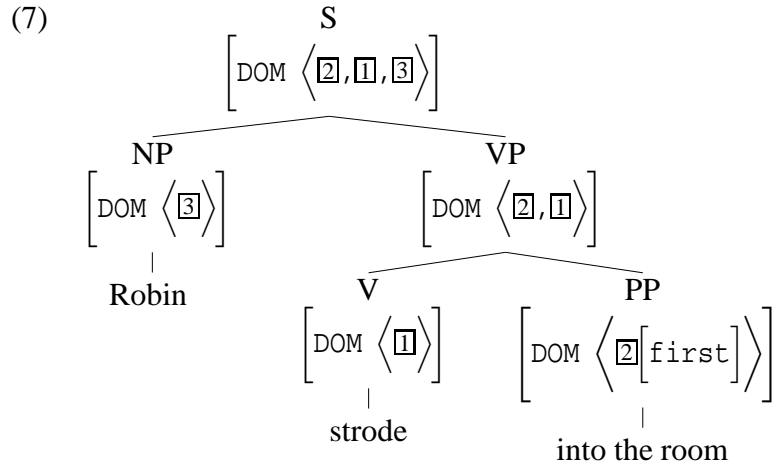 (7) S
[DOM ⟨[2],[1],[3]⟩]
NP VP
[DOM ⟨[3]⟩] [DOM ⟨[2],[1]⟩]
Robin V PP
[DOM ⟨[1]⟩] [DOM ⟨[2][first]⟩]
strode into the room